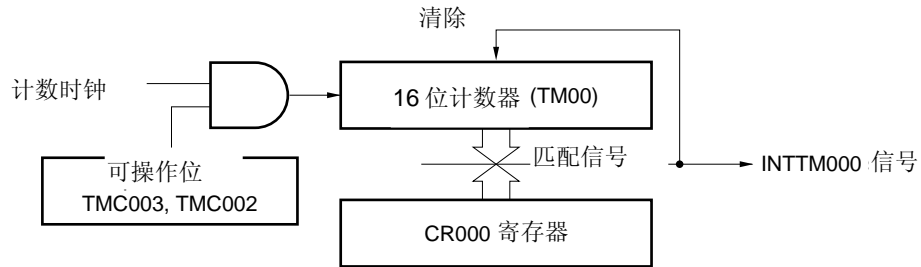 清除
计数时钟
16 位计数器 (TM00)
可操作位
TMC003, TMC002
匹配信号
INTTM000 信号
CR000 寄存器